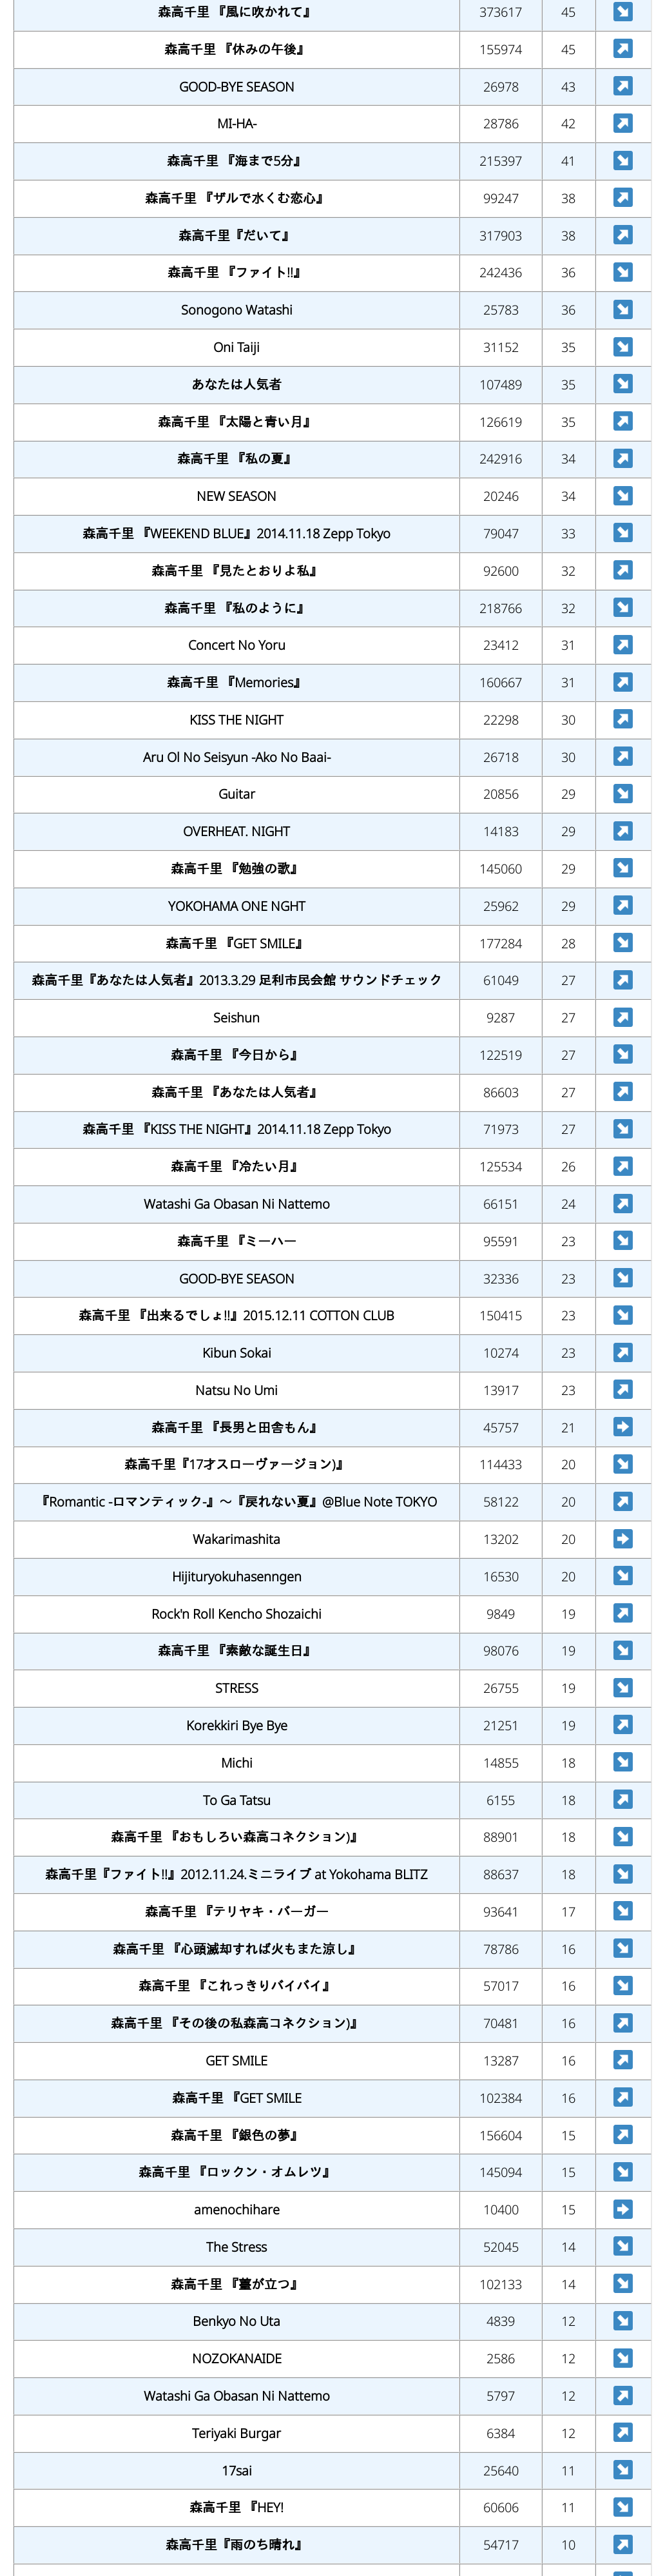 森高千里 『風に吹かれて』 373617 45
森高千里 『休みの午後』 155974 45
GOOD-BYE SEASON 26978 43
MI-HA- 28786 42
森高千里 『海まで5分』 215397 41
森高千里 『ザルで水くむ恋心』 99247 38
森高千里『だいて』 317903 38
森高千里 『ファイト!!』 242436 36
Sonogono Watashi 25783 36
Oni Taiji 31152 35
あなたは人気者 107489 35
森高千里 『太陽と青い月』 126619 35
森高千里 『私の夏』 242916 34
NEW SEASON 20246 34
森高千里 『WEEKEND BLUE』2014.11.18 Zepp Tokyo 79047 33
森高千里 『見たとおりよ私』 92600 32
森高千里 『私のように』 218766 32
Concert No Yoru 23412 31
森高千里 『Memories』 160667 31
KISS THE NIGHT 22298 30
Aru Ol No Seisyun -Ako No Baai- 26718 30
Guitar 20856 29
OVERHEAT. NIGHT 14183 29
森高千里 『勉強の歌』 145060 29
YOKOHAMA ONE NGHT 25962 29
森高千里 『GET SMILE』 177284 28
森高千里『あなたは人気者』2013.3.29 足利市民会館 サウンドチェック 61049 27
Seishun 9287 27
森高千里 『今日から』 122519 27
森高千里 『あなたは人気者』 86603 27
森高千里 『KISS THE NIGHT』2014.11.18 Zepp Tokyo 71973 27
森高千里 『冷たい月』 125534 26
Watashi Ga Obasan Ni Nattemo 66151 24
森高千里 『ミーハー 95591 23
GOOD-BYE SEASON 32336 23
森高千里 『出来るでしょ!!』2015.12.11 COTTON CLUB 150415 23
Kibun Sokai 10274 23
Natsu No Umi 13917 23
森高千里 『長男と田舎もん』 45757 21
森高千里『17才スローヴァージョン)』 114433 20
『Romantic -ロマンティック-』～『戻れない夏』@Blue Note TOKYO 58122 20
Wakarimashita 13202 20
Hijituryokuhasenngen 16530 20
Rock'n Roll Kencho Shozaichi 9849 19
森高千里 『素敵な誕生日』 98076 19
STRESS 26755 19
Korekkiri Bye Bye 21251 19
Michi 14855 18
To Ga Tatsu 6155 18
森高千里 『おもしろい森高コネクション)』 88901 18
森高千里『ファイト!!』2012.11.24.ミニライブ at Yokohama BLITZ 88637 18
森高千里 『テリヤキ・バーガー 93641 17
森高千里 『心頭滅却すれば火もまた涼し』 78786 16
森高千里 『これっきりバイバイ』 57017 16
森高千里 『その後の私森高コネクション)』 70481 16
GET SMILE 13287 16
森高千里 『GET SMILE 102384 16
森高千里 『銀色の夢』 156604 15
森高千里 『ロックン・オムレツ』 145094 15
amenochihare 10400 15
The Stress 52045 14
森高千里 『薹が立つ』 102133 14
Benkyo No Uta 4839 12
NOZOKANAIDE 2586 12
Watashi Ga Obasan Ni Nattemo 5797 12
Teriyaki Burgar 6384 12
17sai 25640 11
森高千里 『HEY! 60606 11
森高千里『雨のち晴れ』 54717 10